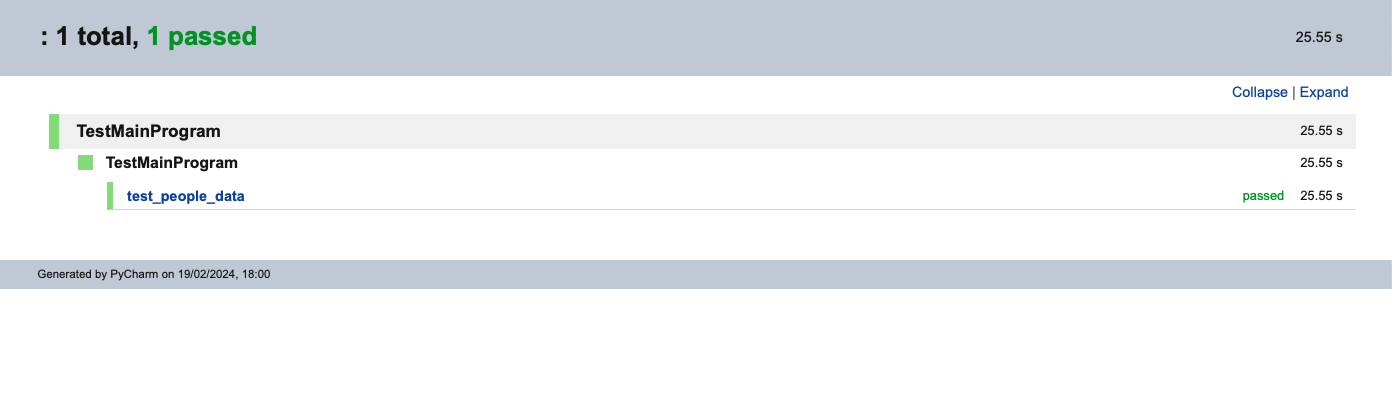 : 1 total, 1 passed 25.55 s
Collapse | Expand
TestMainProgram 25.55 s
TestMainProgram 25.55 s
test_people_data passed 25.55 s
Generated by PyCharm on 19/02/2024, 18:00